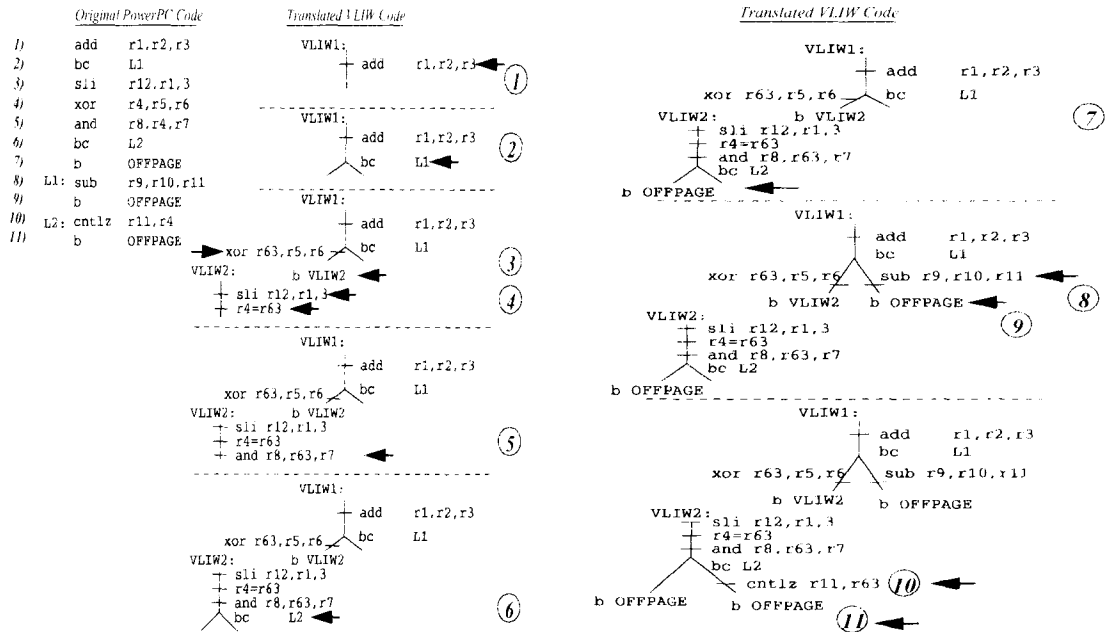 Original PowerPC Code
1) add r1,r2,r3
2) bc L1
3) sli r12,r1,3
4) xor r4,r5,r6
5) and r8,r4,r7
6) bc L2
7) b OFFPAGE
8) L1: sub r9,r10,r11
9) b OFFPAGE
10) L2: cntlz r11,r4
11) b OFFPAGE
Translated VLIW Code
VLIW1:
add r1,r2,r3
1
VLIW1:
add r1,r2,r3
bc L1
2
VLIW1:
add r1,r2,r3
xor r63,r5,r6 bc L1
VLIW2: b VLIW2
3
sli r12,r1,3
r4=r63
4
VLIW1:
add r1,r2,r3
xor r63,r5,r6 bc L1
VLIW2: b VLIW2
sli r12,r1,3
r4=r63
and r8,r63,r7
5
VLIW1:
add r1,r2,r3
xor r63,r5,r6 bc L1
VLIW2: b VLIW2
sli r12,r1,3
r4=r63
and r8,r63,r7
bc L2
6
Translated VLIW Code
VLIW1:
add r1,r2,r3
xor r63,r5,r6 bc L1
b VLIW2
7
VLIW2:
sli r12,r1,3
r4=r63
and r8,r63,r7
bc L2
b OFFPAGE
VLIW1:
add r1,r2,r3
bc L1
xor r63,r5,r6 sub r9,r10,r11
8
b VLIW2 b OFFPAGE
9
VLIW2:
sli r12,r1,3
r4=r63
and r8,r63,r7
bc L2
b OFFPAGE
VLIW1:
add r1,r2,r3
bc L1
xor r63,r5,r6 sub r9,r10,r11
b VLIW2 b OFFPAGE
VLIW2:
sli r12,r1,3
r4=r63
and r8,r63,r7
bc L2
cntlz r11,r63 10
b OFFPAGE b OFFPAGE
11